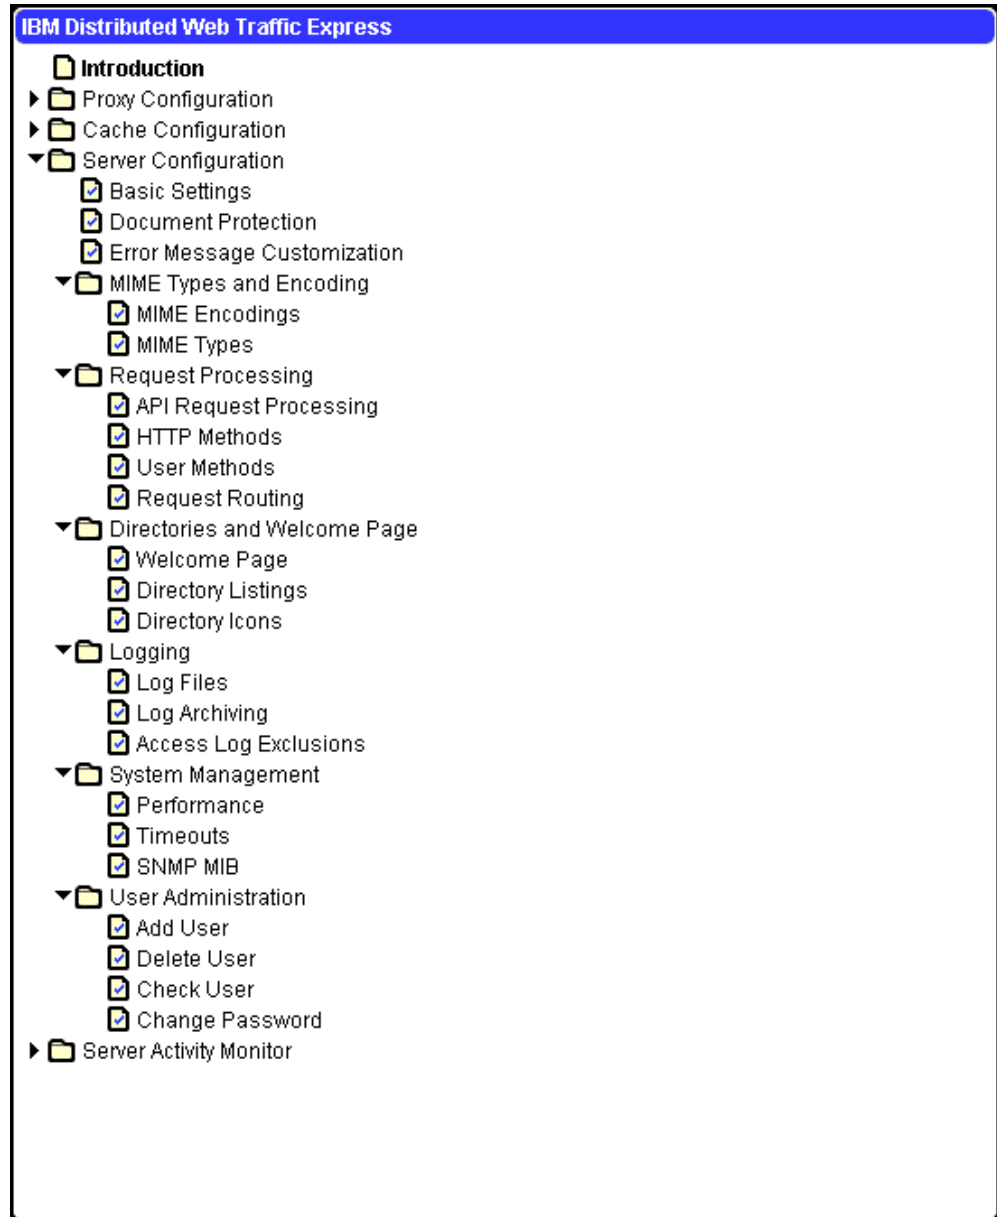 IBM Distributed Web Traffic Express
Introduction
Proxy Configuration
Cache Configuration
Server Configuration
Basic Settings
Document Protection
Error Message Customization
MIME Types and Encoding
MIME Encodings
MIME Types
Request Processing
API Request Processing
HTTP Methods
User Methods
Request Routing
Directories and Welcome Page
Welcome Page
Directory Listings
Directory Icons
Logging
Log Files
Log Archiving
Access Log Exclusions
System Management
Performance
Timeouts
SNMP MIB
User Administration
Add User
Delete User
Check User
Change Password
Server Activity Monitor